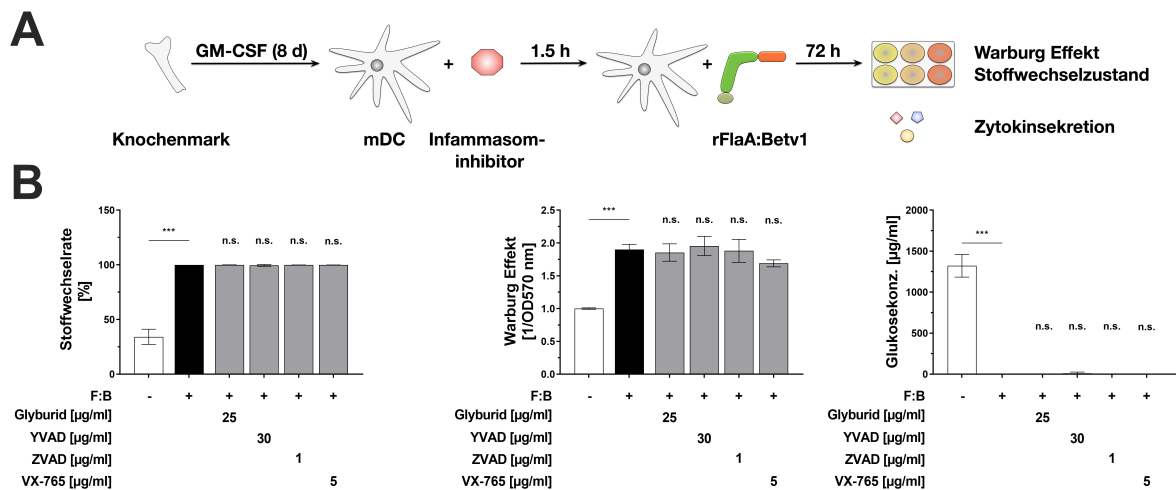 A
GM-CSF (8 d)
+
1.5 h
+
72 h
Warburg Effekt
Stoffwechselzustand
Knochenmark
mDC
Infammasom-
inhibitor
rFlaA:Betv1
Zytokinsekretion
B
Stoffwechselrate
[%]
150
100
50
0
***
n.s. n.s. n.s. n.s.
F:B - + + + + +
Glyburid [µg/ml] 25
YVAD [µg/ml] 30
ZVAD [µg/ml] 1
VX-765 [µg/ml] 5
Warburg Effekt
[1/OD570 nm]
2.5
2.0
1.5
1.0
0.5
0.0
***
n.s. n.s. n.s. n.s.
F:B - + + + + +
Glyburid [µg/ml] 25
YVAD [µg/ml] 30
ZVAD [µg/ml] 1
VX-765 [µg/ml] 5
Glukosekonz. [µg/ml]
2000
1500
1000
500
0
***
n.s. n.s. n.s. n.s.
F:B - + + + + +
Glyburid [µg/ml] 25
YVAD [µg/ml] 30
ZVAD [µg/ml] 1
VX-765 [µg/ml] 5